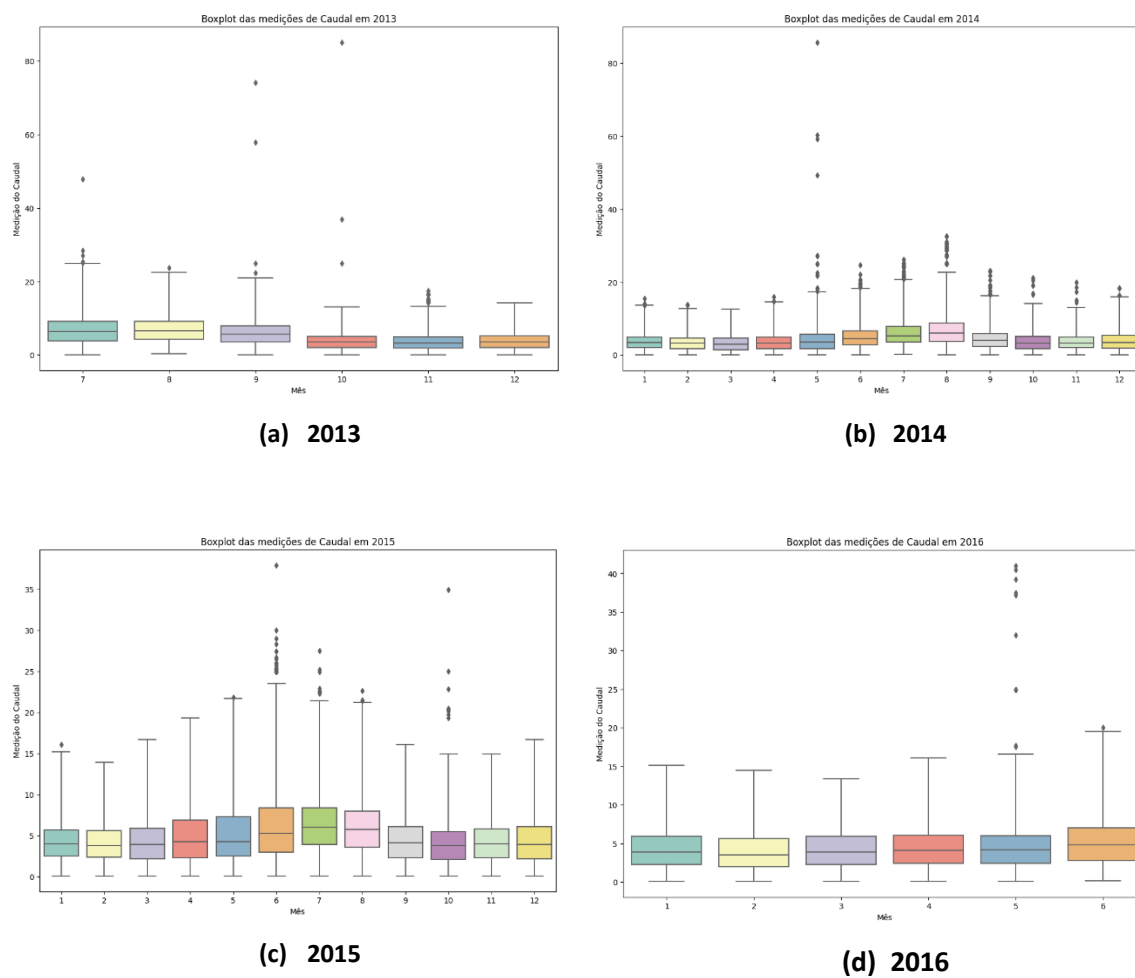 Boxplot das medições de Caudal em 2013
Medição do Caudal
80
60
40
20
0
7 8 9 10 11 12
Mês
(a) 2013
Boxplot das medições de Caudal em 2014
Medição do Caudal
80
60
40
20
0
1 2 3 4 5 6 7 8 9 10 11 12
Mês
(b) 2014
Boxplot das medições de Caudal em 2015
Medição do Caudal
35
30
25
20
15
10
5
0
1 2 3 4 5 6 7 8 9 10 11 12
Mês
(c) 2015
Boxplot das medições de Caudal em 2016
Medição do Caudal
40
35
30
25
20
15
10
5
0
1 2 3 4 5 6
Mês
(d) 2016